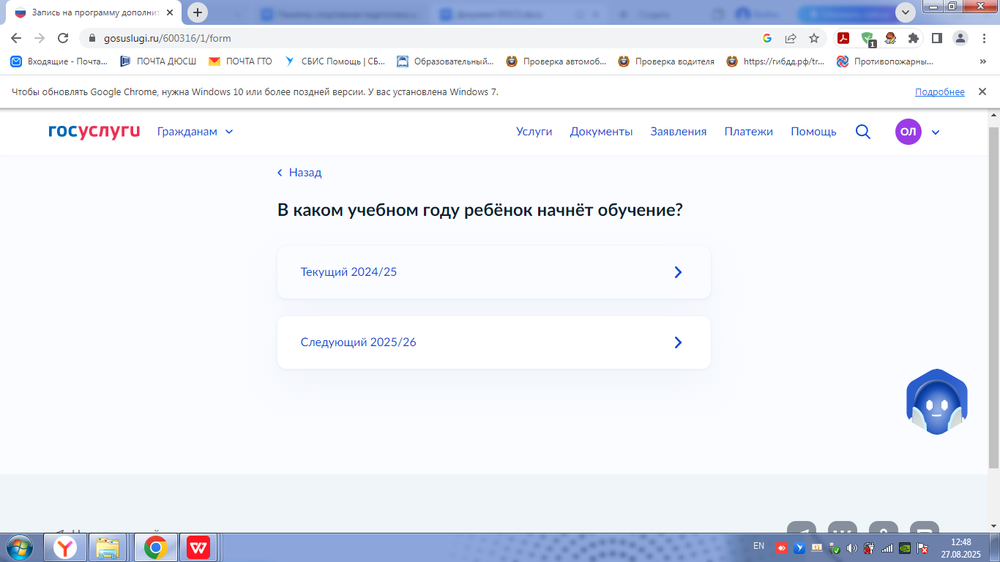 Запись на программу дополнит
gosuslugi.ru/600316/1/form
1
Входящие - Почта...
ПОЧТА ДЮСШ
ПОЧТА ГТО
СБИС Помощь | СБ...
Образовательный...
Проверка автомоб...
Проверка водителя
https://гибдд.рф/tr...
Противопожарны...
»
Чтобы обновлять Google Chrome, нужна Windows 10 или более поздней версии. У вас установлена Windows 7.
Подробнее
госуслуги
Гражданам
Услуги
Документы
Заявления
Платежи
Помощь
ОЛ
Назад
В каком учебном году ребёнок начнёт обучение?
Текущий 2024/25
Следующий 2025/26
EN
12:48
27.08.2025